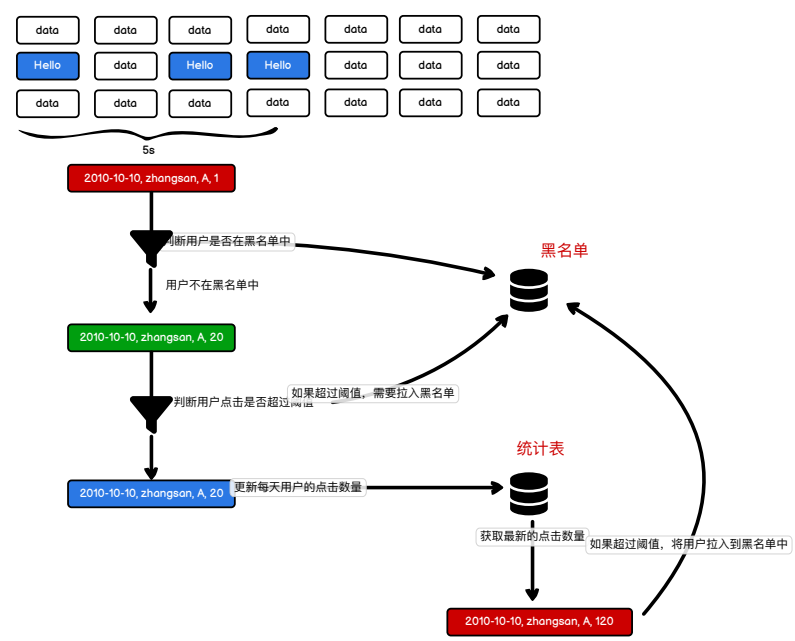 data data data data data data data
Hello data Hello Hello data data data
data data data data data data data
5s
2010-10-10, zhangsan, A, 1
判断用户是否在黑名单中
黑名单
用户不在黑名单中
2010-10-10, zhangsan, A, 20
如果超过阈值，需要拉入黑名单
判断用户点击是否超过阈值
统计表
2010-10-10, zhangsan, A, 20
更新每天用户的点击数量
获取最新的点击数量
如果超过阈值，将用户拉入到黑名单中
2010-10-10, zhangsan, A, 120